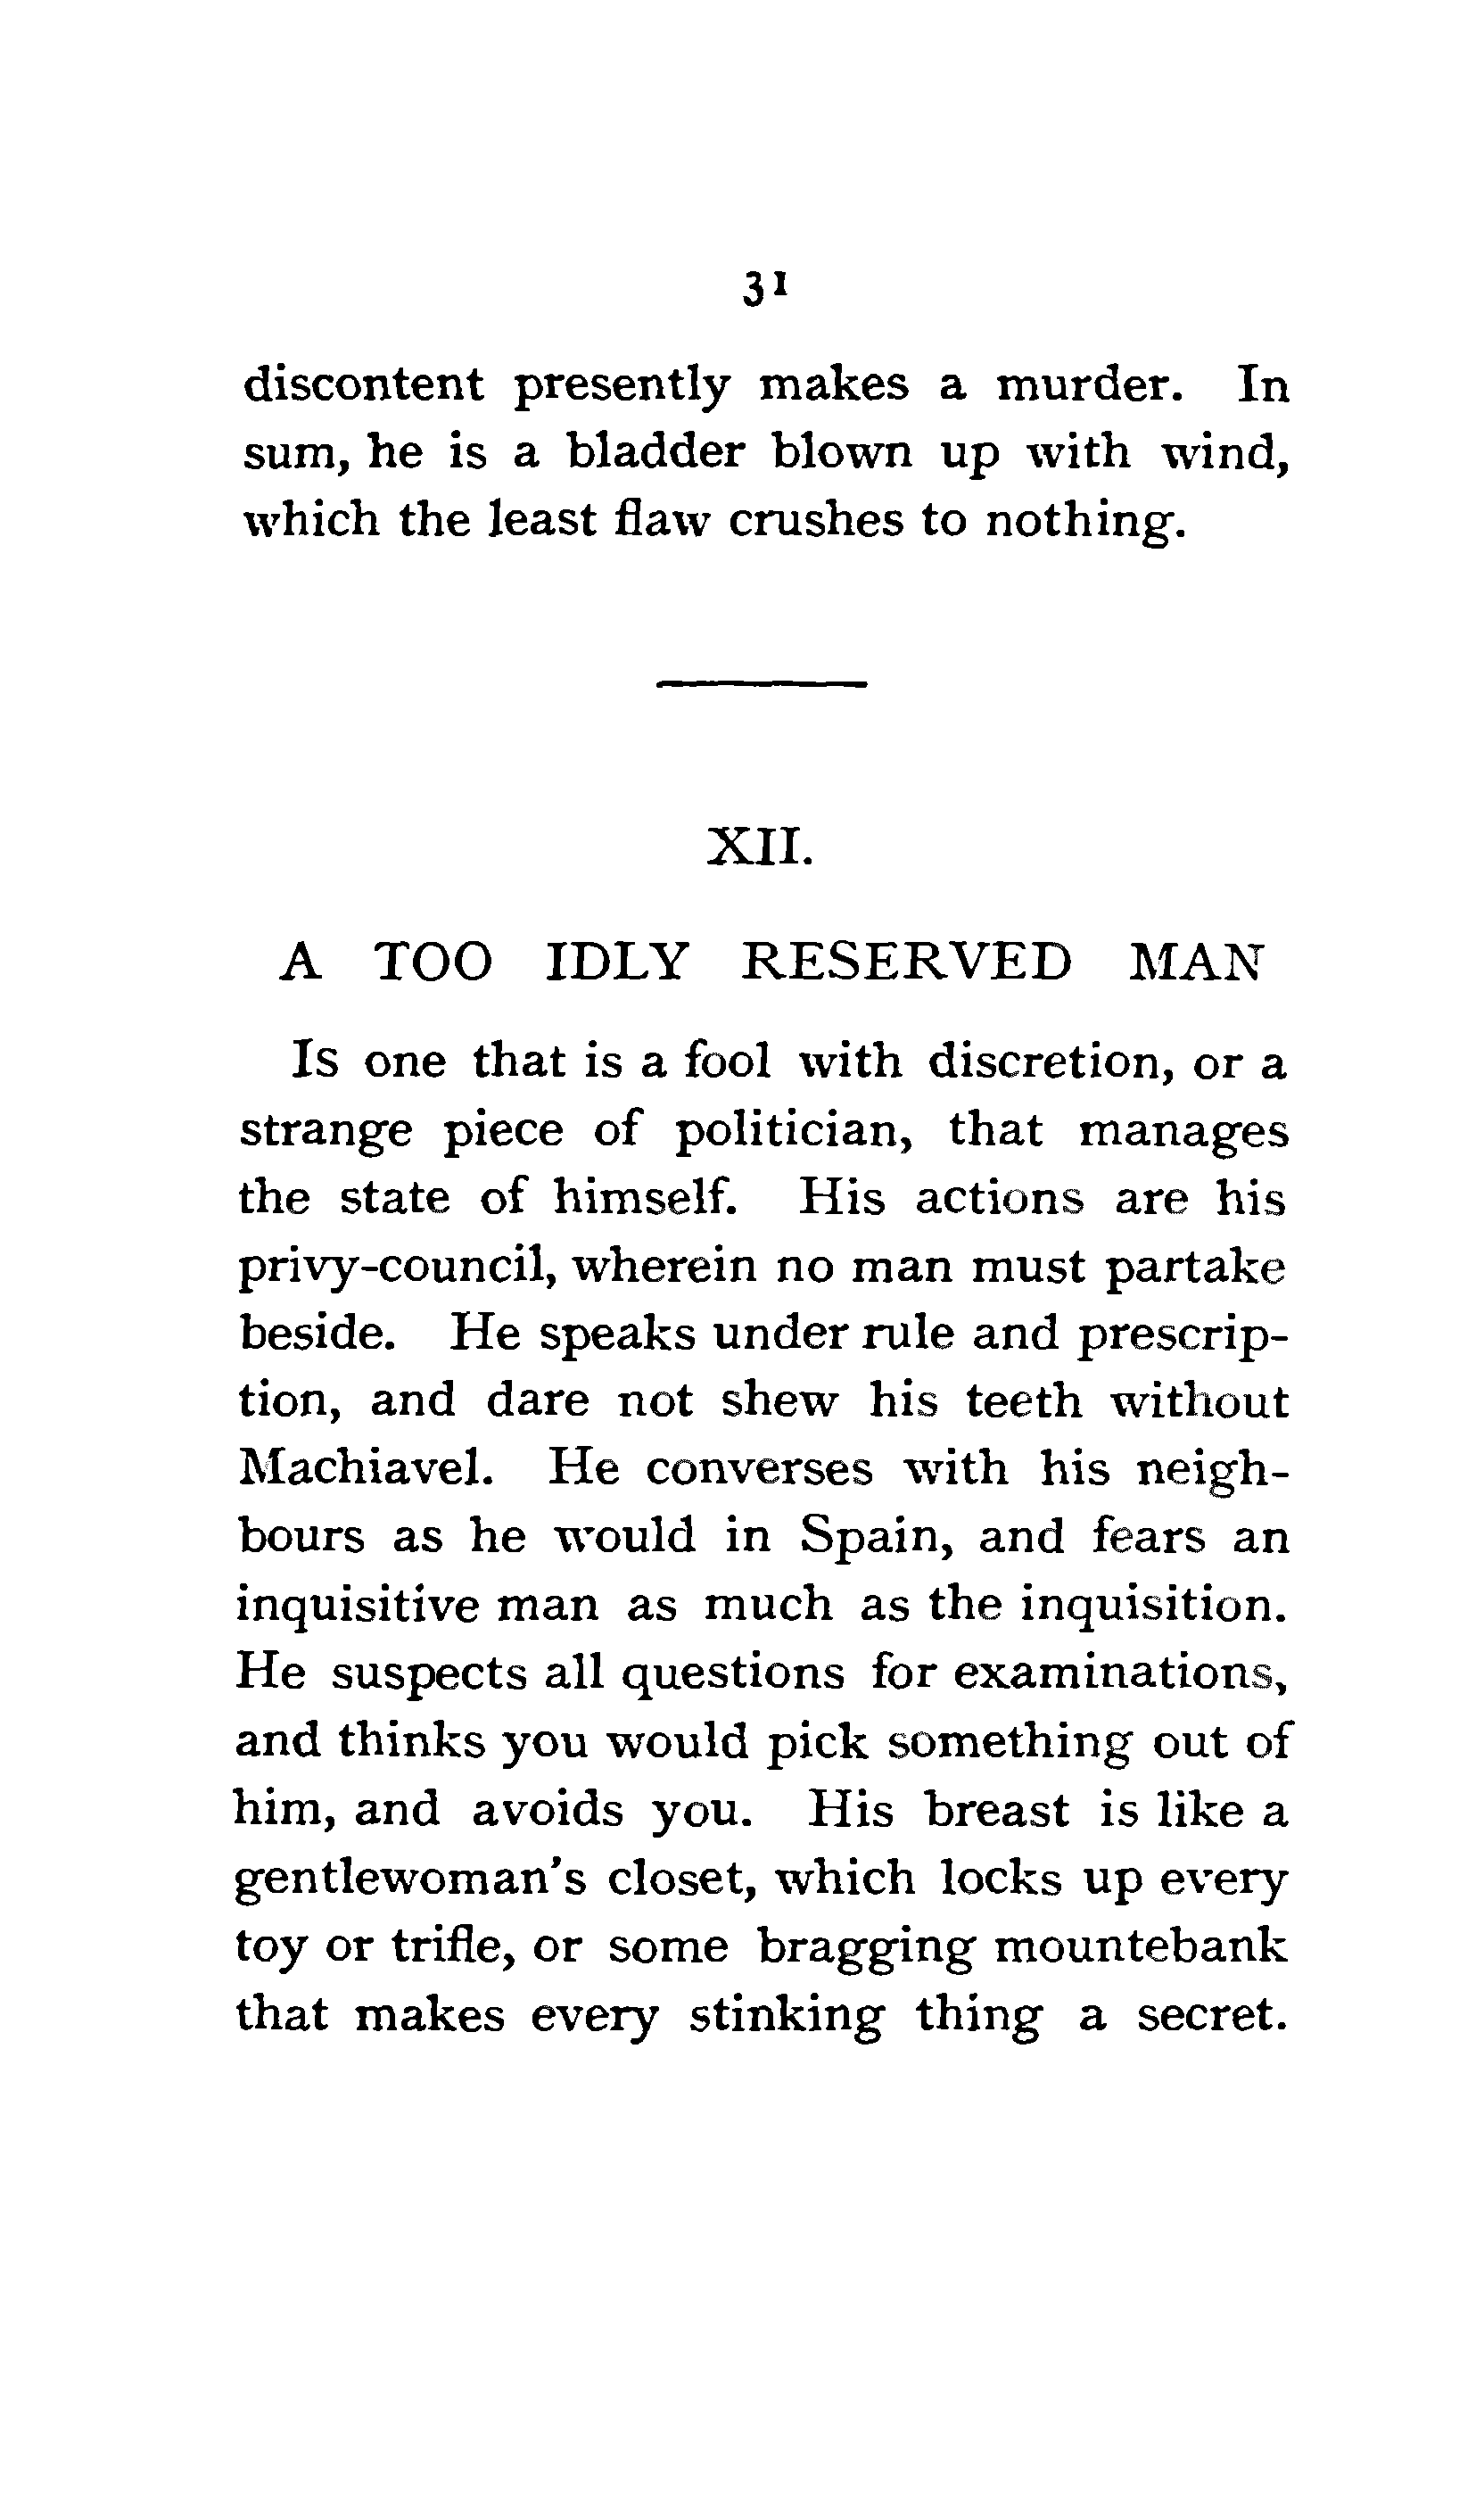 31
discontent presently makes a murder. In
sum, he is a bladder blown up with wind,
which the least flaw crushes to nothing.
XII.
A TOO IDLY RESERVED MAN
Is one that is a fool with discretion, or a
strange piece of politician, that manages
the state of himself. His actions are his
privy-council, wherein no man must partake
beside. He speaks under rule and prescrip-
tion, and dare not shew his teeth without
Machiavel. He converses with his neigh-
bours as he would in Spain, and fears an
inquisitive man as much as the inquisition.
He suspects all questions for examinations,
and thinks you would pick something out of
him, and avoids you. His breast is like a
gentlewoman's closet, which locks up every
toy or trifle, or some bragging mountebank
that makes every stinking thing a secret.